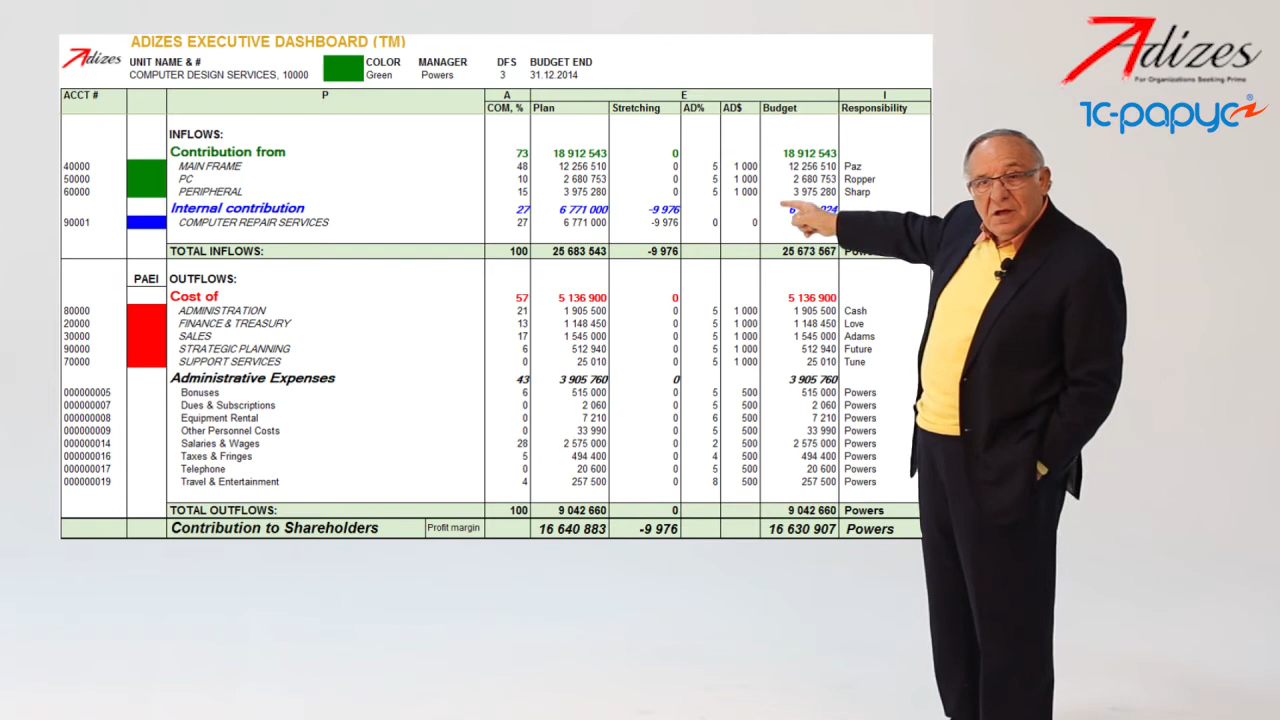 ADIZES EXECUTIVE DASHBOARD (TM)
Adizes
UNIT NAME & # COLOR MANAGER DFS BUDGET END
COMPUTER DESIGN SERVICES, 10000 Green Powers 3 31.12.2014
Adizes
For Organizations Seeking Prime
1С-рарус
ACCT # P A E I
COM, % Plan Stretching AD% AD$ Budget Responsibility
INFLOWS:
Contribution from 73 18 912 543 0 18 912 543
40000 MAIN FRAME 48 12 256 510 0 5 1 000 12 256 510 Paz
50000 PC 10 2 680 753 0 5 1 000 2 680 753 Ropper
60000 PERIPHERAL 15 3 975 280 0 5 1 000 3 975 280 Sharp
Internal contribution 27 6 771 000 -9 976
90001 COMPUTER REPAIR SERVICES 27 6 771 000 -9 976 0 0
TOTAL INFLOWS: 100 25 683 543 -9 976 25 673 567
PAEI OUTFLOWS:
Cost of 57 5 136 900 0 5 136 900
80000 ADMINISTRATION 21 1 905 500 0 5 1 000 1 905 500 Cash
20000 FINANCE & TREASURY 13 1 148 450 0 5 1 000 1 148 450 Love
30000 SALES 17 1 545 000 0 5 1 000 1 545 000 Adams
90000 STRATEGIC PLANNING 6 512 940 0 5 1 000 512 940 Future
70000 SUPPORT SERVICES 0 25 010 0 5 1 000 25 010 Tune
Administrative Expenses 43 3 905 760 0 3 905 760
000000005 Bonuses 6 515 000 0 5 500 515 000 Powers
000000007 Dues & Subscriptions 0 2 060 0 5 500 2 060 Powers
000000008 Equipment Rental 0 7 210 0 6 500 7 210 Powers
000000009 Other Personnel Costs 0 33 990 0 5 500 33 990 Powers
000000014 Salaries & Wages 28 2 575 000 0 2 500 2 575 000 Powers
000000016 Taxes & Fringes 5 494 400 0 4 500 494 400 Powers
000000017 Telephone 0 20 600 0 5 500 20 600 Powers
000000019 Travel & Entertainment 4 257 500 0 8 500 257 500 Powers
TOTAL OUTFLOWS: 100 9 042 660 0 9 042 660 Powers
Contribution to Shareholders Profit margin 16 640 883 -9 976 16 630 907 Powers